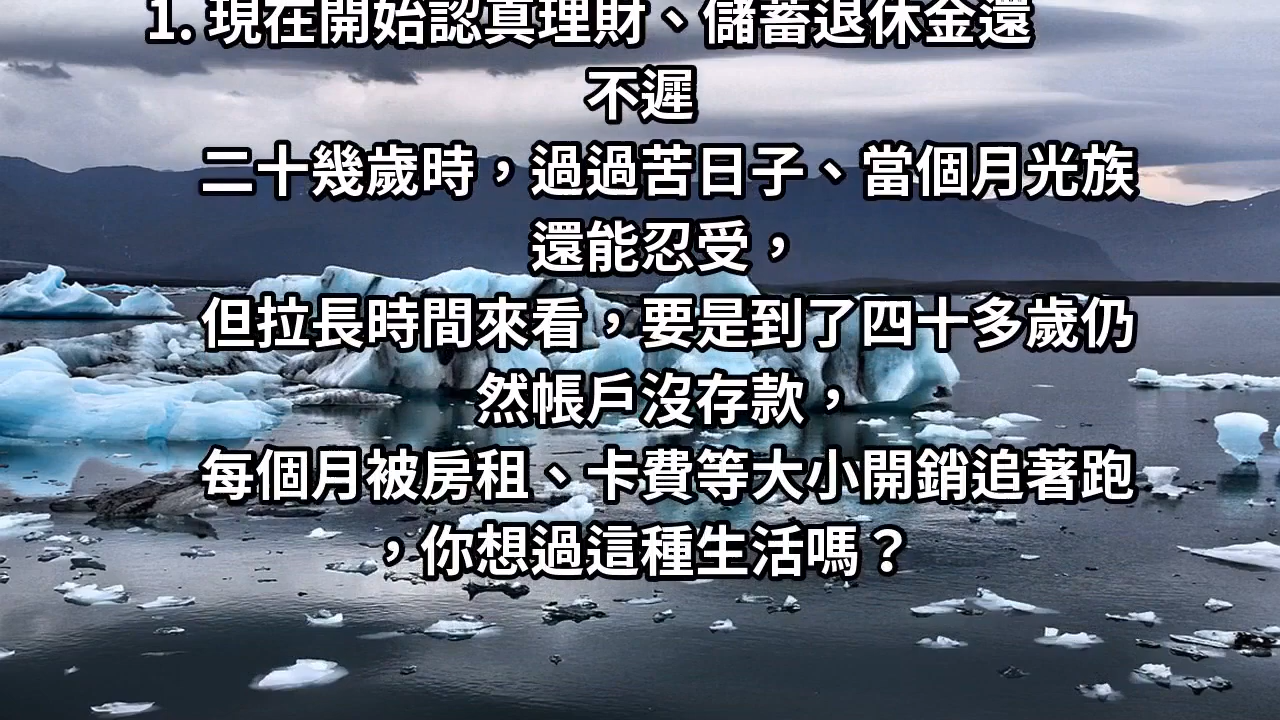 1. 現在開始認真理財、儲蓄退休金還
不遲
二十幾歲時，過過苦日子、當個月光族
還能忍受，
但拉長時間來看，要是到了四十多歲仍
然帳戶沒存款，
每個月被房租、卡費等大小開銷追著跑
，你想過這種生活嗎？